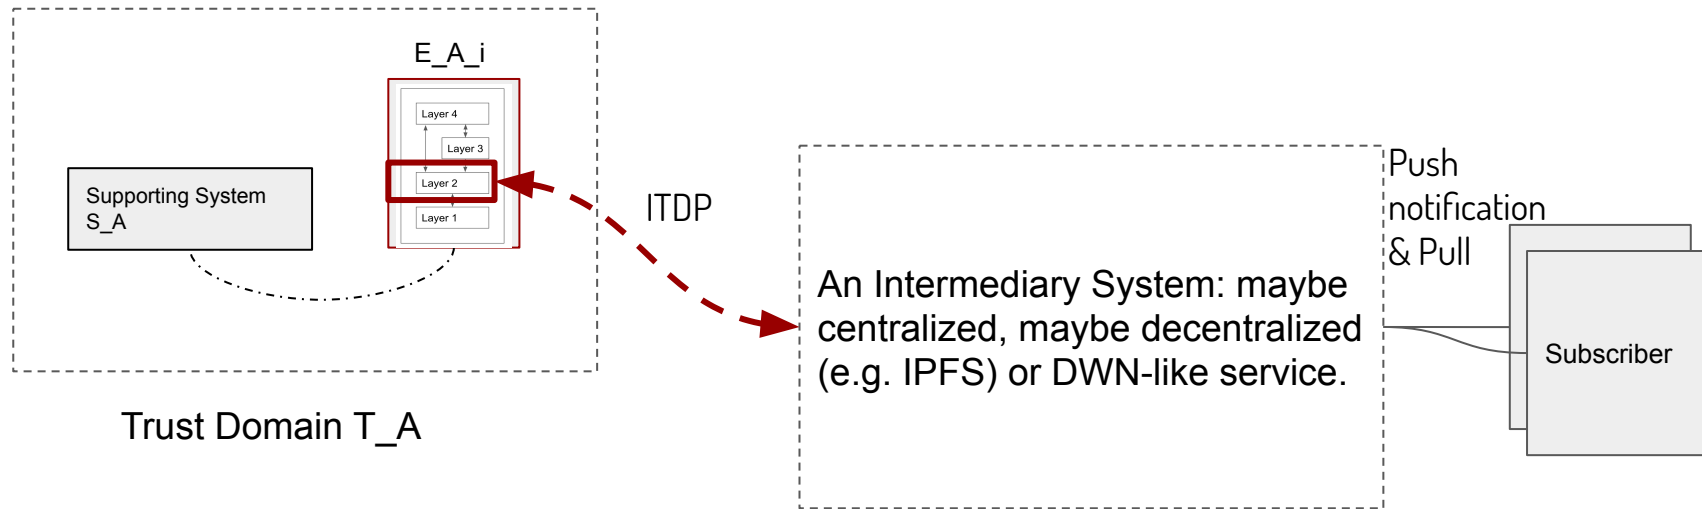 E_A_i
Layer 4
Layer 3
Layer 2
Layer 1
Supporting System
S_A
Trust Domain T_A
ITDP
An Intermediary System: maybe
centralized, maybe decentralized
(e.g. IPFS) or DWN-like service.
Push
notification
& Pull
Subscriber